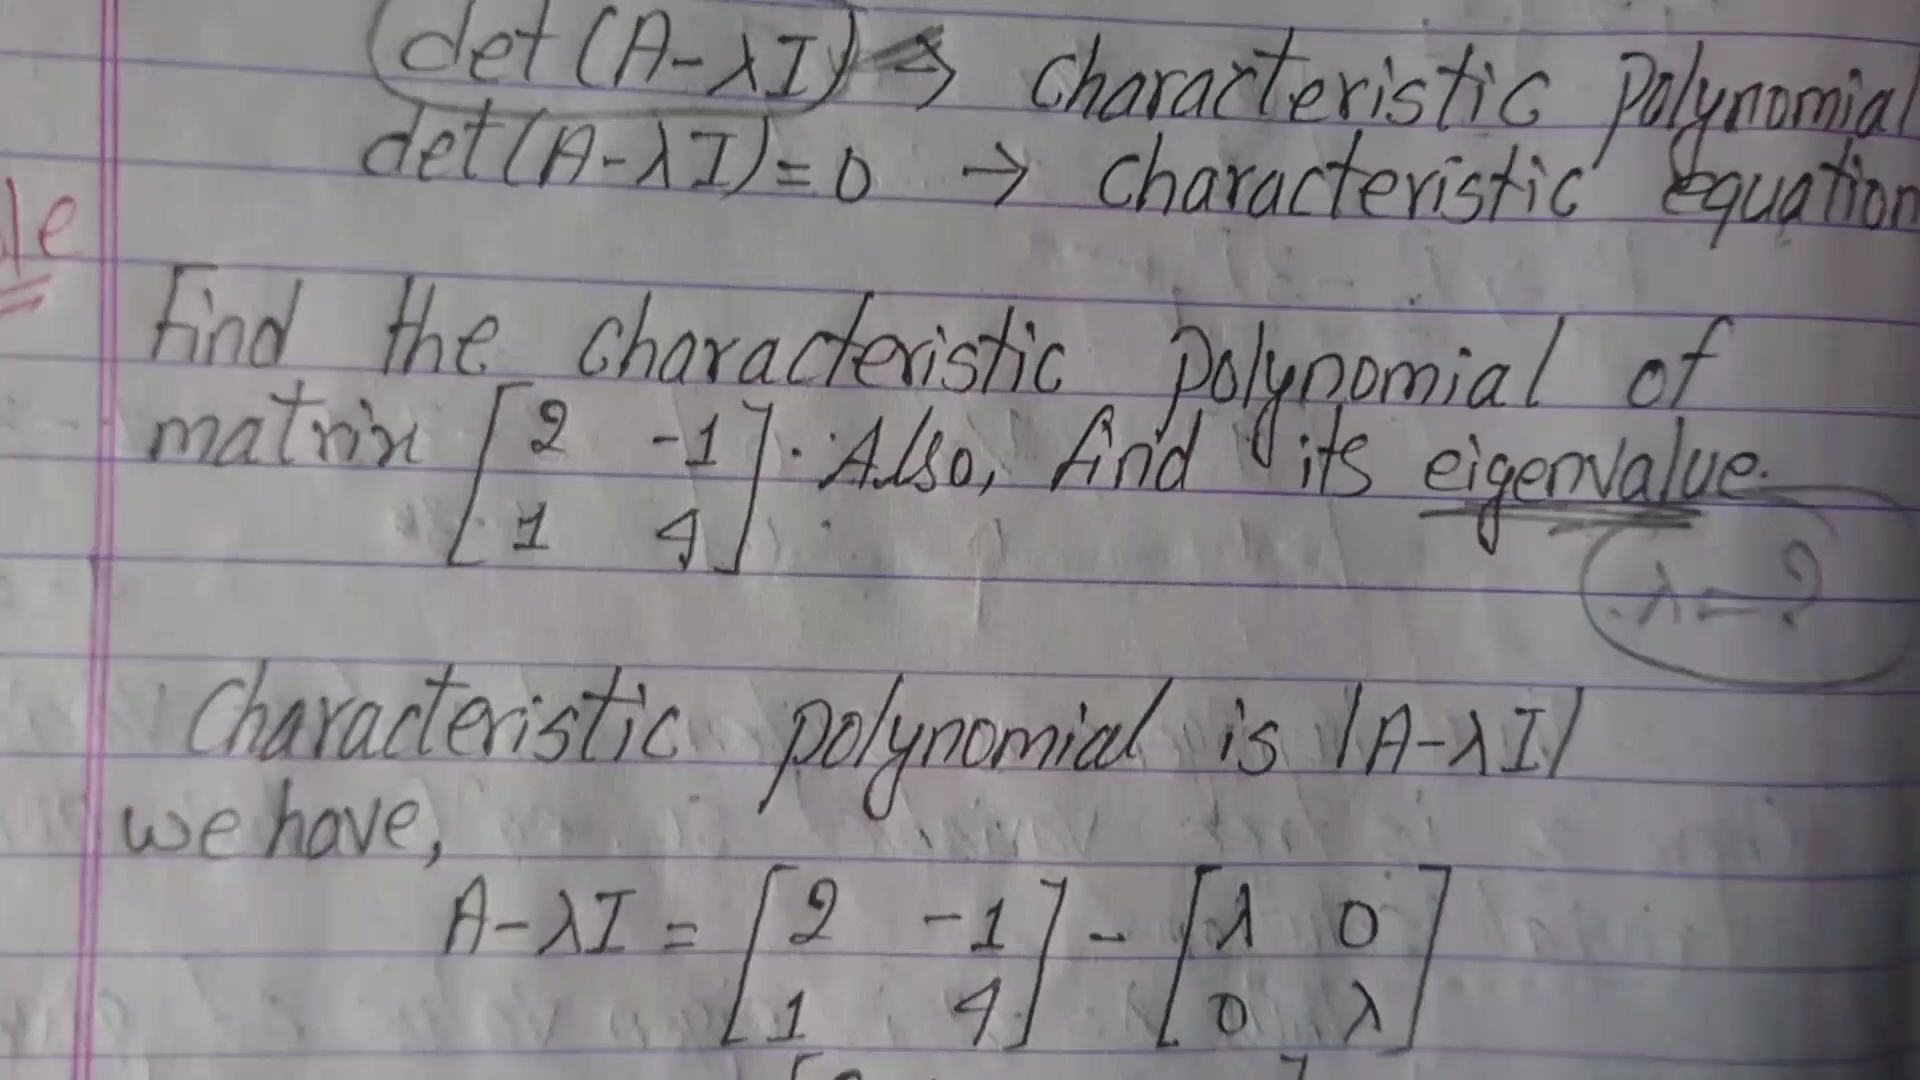 det(A-λI) → characteristic polynomial
det(A-λI)=0 → characteristic equation
le
find the characteristic polynomial of
matrix [2 -1
1 4]. Also, find its eigenvalue.
λ=?
Characteristic polynomial is |A-λI|
we have,
A-λI = [2 -1
1 4] - [λ 0
0 λ]